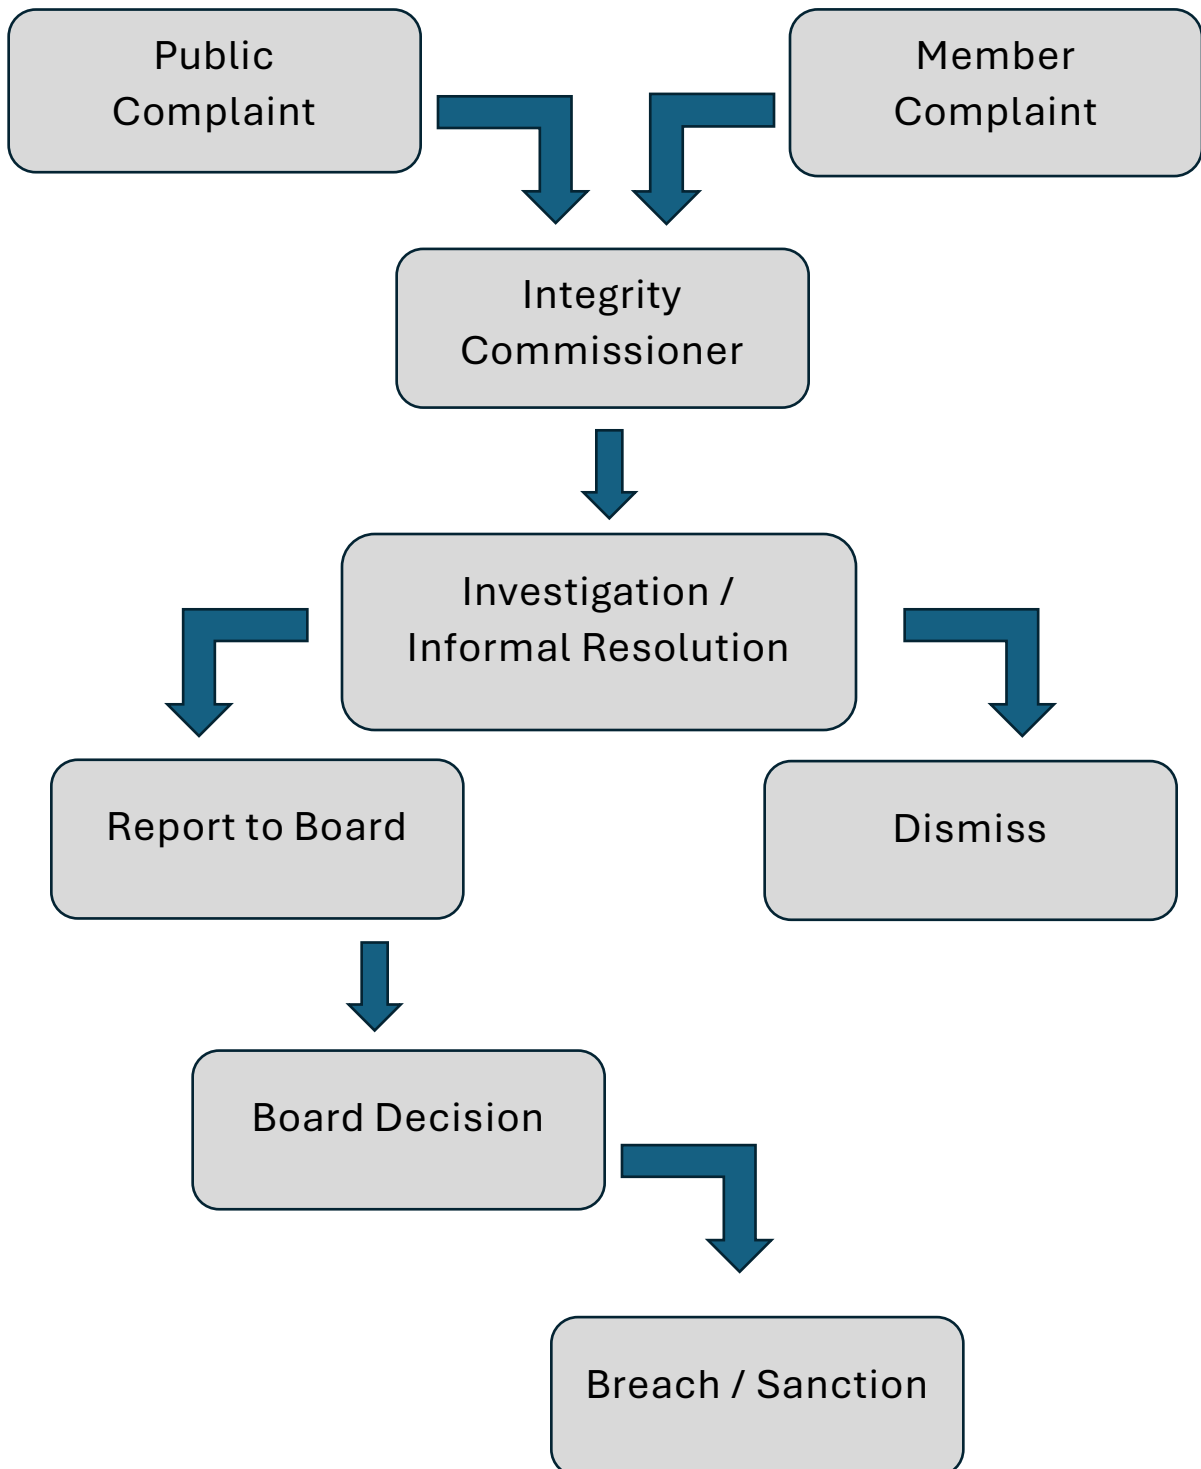 Public
Complaint
Member
Complaint
Integrity
Commissioner
Investigation /
Informal Resolution
Report to Board
Dismiss
Board Decision
Breach / Sanction